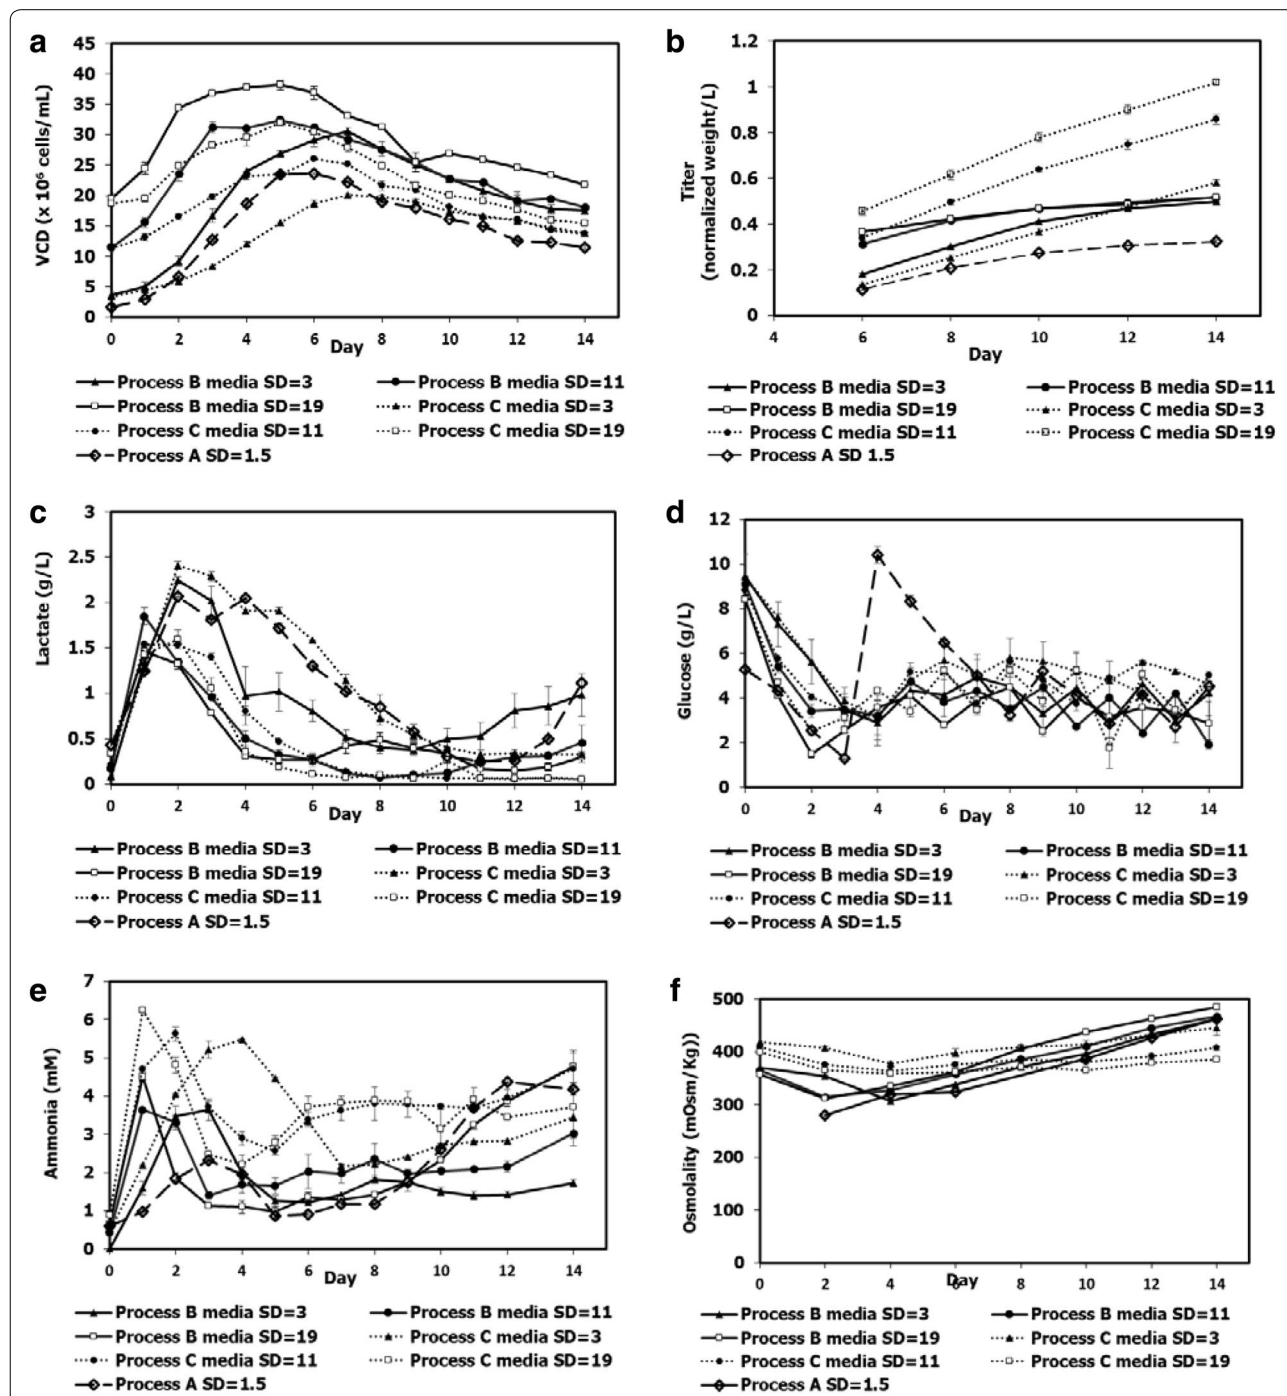 a
45
40
35
30
25
20
15
10
5
0
VCD (x 10⁶ cells/mL)
0 2 4 6 8 10 12 14
Day
Process B media SD=3 Process B media SD=11
Process B media SD=19 Process C media SD=3
Process C media SD=11 Process C media SD=19
Process A SD=1.5
b
1.2
1
0.8
0.6
0.4
0.2
0
Titer
(normalized weight/L)
4 6 8 10 12 14
Day
Process B media SD=3 Process B media SD=11
Process B media SD=19 Process C media SD=3
Process C media SD=11 Process C media SD=19
Process A SD 1.5
c
3
2.5
2
1.5
1
0.5
0
Lactate (g/L)
0 2 4 6 8 10 12 14
Day
Process B media SD=3 Process B media SD=11
Process B media SD=19 Process C media SD=3
Process C media SD=11 Process C media SD=19
Process A SD=1.5
d
12
10
8
6
4
2
0
Glucose (g/L)
0 2 4 6 8 10 12 14
Day
Process B media SD=3 Process B media SD=11
Process B media SD=19 Process C media SD=3
Process C media SD=11 Process C media SD=19
Process A SD=1.5
e
7
6
5
4
3
2
1
0
Ammonia (mM)
0 2 4 6 8 10 12 14
Day
Process B media SD=3 Process B media SD=11
Process B media SD=19 Process C media SD=3
Process C media SD=11 Process C media SD=19
Process A SD=1.5
f
500
400
300
200
100
0
Osmolality (mOsm/Kg))
0 2 4 6 8 10 12 14
Day
Process B media SD=3 Process B media SD=11
Process B media SD=19 Process C media SD=3
Process C media SD=11 Process C media SD=19
Process A SD=1.5